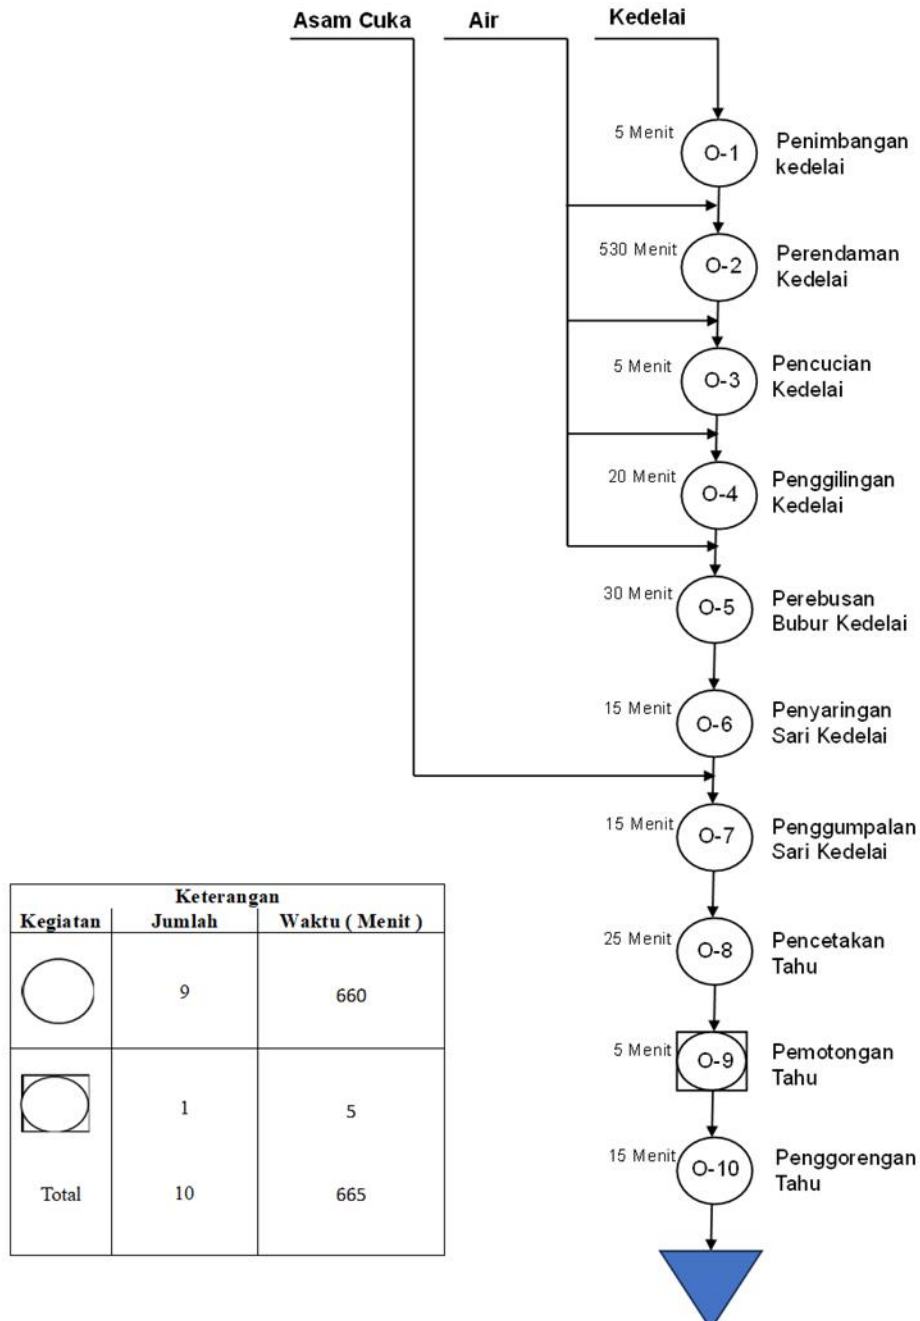 Asam Cuka
Air
Kedelai
5 Menit
O-1
Penimbangan
kedelai
530 Menit
O-2
Perendaman
Kedelai
5 Menit
O-3
Pencucian
Kedelai
20 Menit
O-4
Penggilingan
Kedelai
30 Menit
O-5
Perebusan
Bubur Kedelai
15 Menit
O-6
Penyaringan
Sari Kedelai
15 Menit
O-7
Penggumpalan
Sari Kedelai
25 Menit
O-8
Pencetakan
Tahu
5 Menit
O-9
Pemotongan
Tahu
15 Menit
O-10
Penggorengan
Tahu
Keterangan
Kegiatan Jumlah Waktu ( Menit )
9 660
1 5
Total 10 665